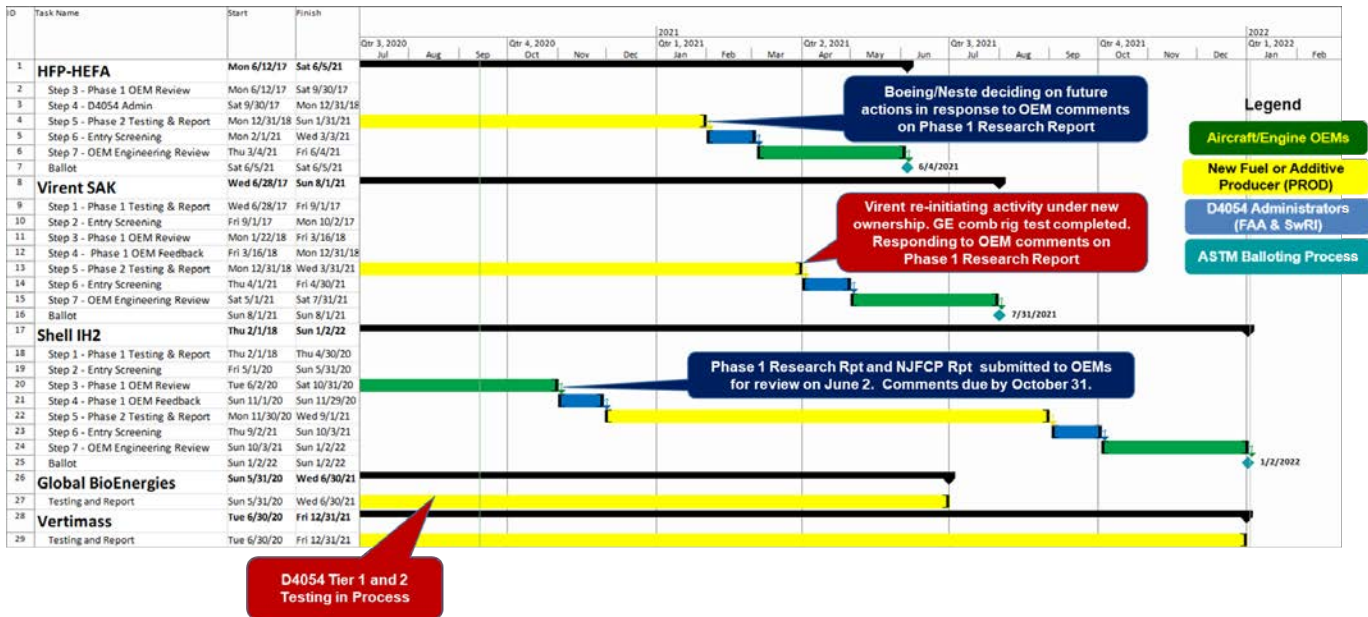 ID Task Name Start Finish
2021 2022
Qtr 3, 2020 Qtr 4, 2020 Qtr 1, 2021 Qtr 2, 2021 Qtr 3, 2021 Qtr 4, 2021 Qtr 1, 2022
Jul Aug Sep Oct Nov Dec Jan Feb Mar Apr May Jun Jul Aug Sep Oct Nov Dec Jan Feb
1 HFP-HEFA Mon 6/12/17 Sat 6/5/21
2 Step 3 - Phase 1 OEM Review Mon 6/12/17 Sat 9/30/17
3 Step 4 - D4054 Admin Sat 9/30/17 Mon 12/31/18
4 Step 5 - Phase 2 Testing & Report Mon 12/31/18 Sun 1/31/21
5 Step 6 - Entry Screening Mon 2/1/21 Wed 3/3/21
6 Step 7 - OEM Engineering Review Thu 3/4/21 Fri 6/4/21
7 Ballot Sat 6/5/21 Sat 6/5/21
8 Virent SAK Wed 6/28/17 Sun 8/1/21
9 Step 1 - Phase 1 Testing & Report Wed 6/28/17 Fri 9/1/17
10 Step 2 - Entry Screening Fri 9/1/17 Mon 10/2/17
11 Step 3 - Phase 1 OEM Review Mon 1/22/18 Fri 3/16/18
12 Step 4 - Phase 1 OEM Feedback Fri 3/16/18 Mon 12/31/18
13 Step 5 - Phase 2 Testing & Report Mon 12/31/18 Wed 3/31/21
14 Step 6 - Entry Screening Thu 4/1/21 Fri 4/30/21
15 Step 7 - OEM Engineering Review Sat 5/1/21 Sat 7/31/21
16 Ballot Sun 8/1/21 Sun 8/1/21
17 Shell IH2 Thu 2/1/18 Sun 1/2/22
18 Step 1 - Phase 1 Testing & Report Thu 2/1/18 Thu 4/30/20
19 Step 2 - Entry Screening Fri 5/1/20 Sun 5/31/20
20 Step 3 - Phase 1 OEM Review Tue 6/2/20 Sat 10/31/20
21 Step 4 - Phase 1 OEM Feedback Sun 11/1/20 Sun 11/29/20
22 Step 5 - Phase 2 Testing & Report Mon 11/30/20 Wed 9/1/21
23 Step 6 - Entry Screening Thu 9/2/21 Sun 10/3/21
24 Step 7 - OEM Engineering Review Sun 10/3/21 Sun 1/2/22
25 Ballot Sun 1/2/22 Sun 1/2/22
26 Global BioEnergies Sun 5/31/20 Wed 6/30/21
27 Testing and Report Sun 5/31/20 Wed 6/30/21
28 Vertimass Tue 6/30/20 Fri 12/31/21
29 Testing and Report Tue 6/30/20 Fri 12/31/21
Boeing/Neste deciding on future
actions in response to OEM comments
on Phase 1 Research Report
6/4/2021
Virent re-initiating activity under new
ownership. GE comb rig test completed.
Responding to OEM comments on
Phase 1 Research Report
7/31/2021
Phase 1 Research Rpt and NJFCP Rpt submitted to OEMs
for review on June 2. Comments due by October 31.
1/2/2022
D4054 Tier 1 and 2
Testing in Process
Legend
Aircraft/Engine OEMs
New Fuel or Additive
Producer (PROD)
D4054 Administrators
(FAA & SwRI)
ASTM Balloting Process